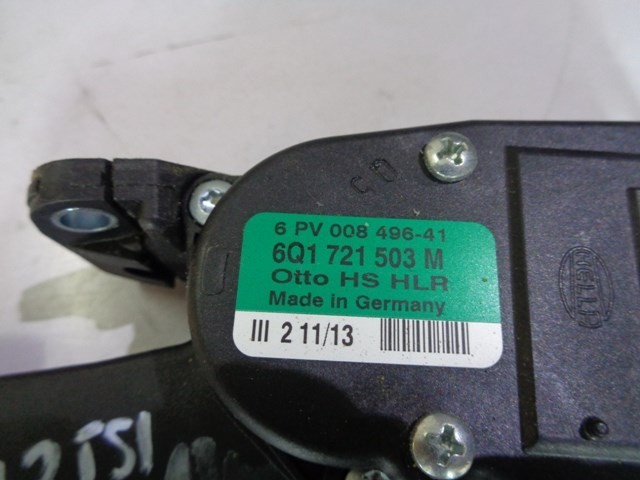 6 PV 008 496-41
6Q1 721 503 M
Otto HS HLR
Made in Germany
III 2 11/13
HELLA
TSI